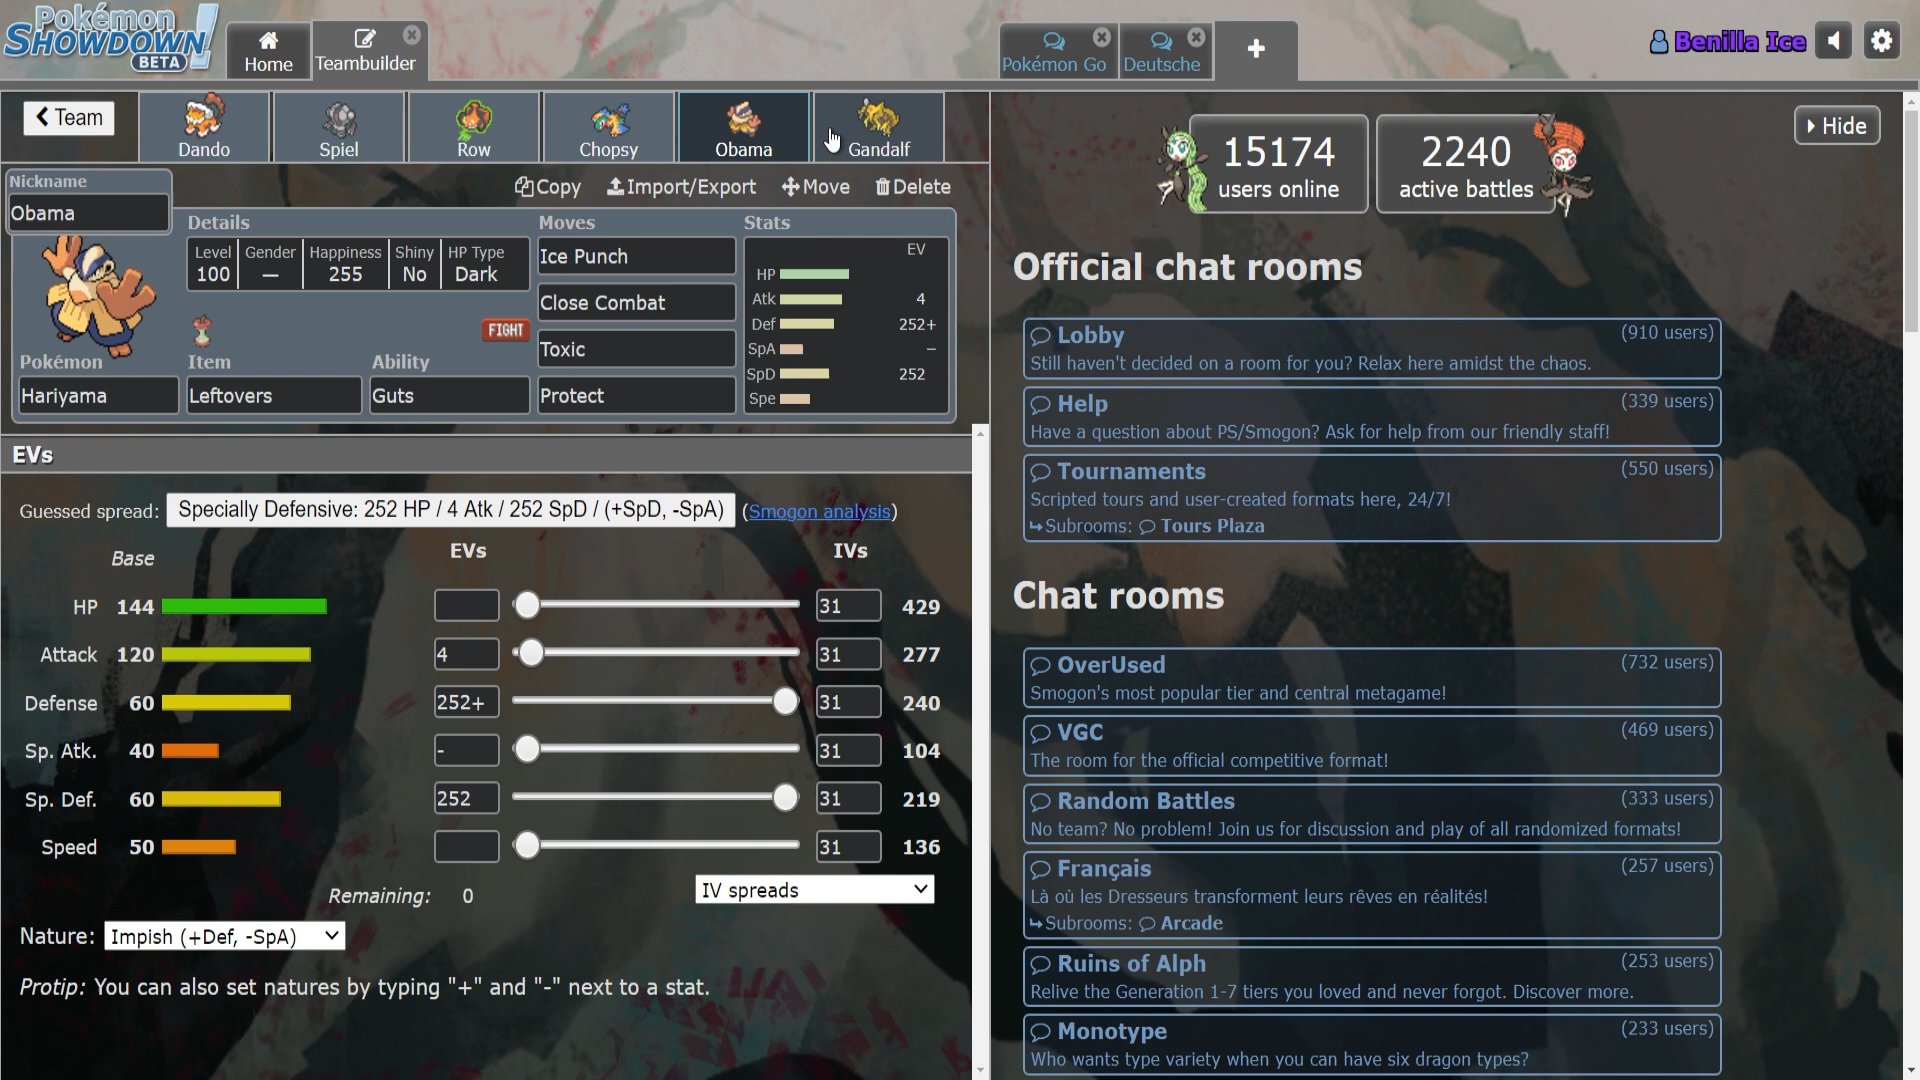 Pokémon
SHOWDOWN!
BETA
Home
Teambuilder
Pokémon Go
Deutsche
+
Benilla Ice
Team
Dando
Spiel
Row
Chopsy
Obama
Gandalf
Nickname
Obama
Copy
Import/Export
Move
Delete
Details
Level
100
Gender
—
Happiness
255
Shiny
No
HP Type
Dark
FIGHT
Pokémon
Hariyama
Item
Leftovers
Ability
Guts
Moves
Ice Punch
Close Combat
Toxic
Protect
Stats
EV
HP
Atk 4
Def 252+
SpA –
SpD 252
Spe
EVs
Guessed spread: Specially Defensive: 252 HP / 4 Atk / 252 SpD / (+SpD, -SpA) (Smogon analysis)
Base EVs IVs
HP 144 31 429
Attack 120 4 31 277
Defense 60 252+ 31 240
Sp. Atk. 40 - 31 104
Sp. Def. 60 252 31 219
Speed 50 31 136
Remaining: 0
IV spreads
Nature: Impish (+Def, -SpA)
Protip: You can also set natures by typing "+" and "-" next to a stat.
15174
users online
2240
active battles
Hide
Official chat rooms
Lobby (910 users)
Still haven't decided on a room for you? Relax here amidst the chaos.
Help (339 users)
Have a question about PS/Smogon? Ask for help from our friendly staff!
Tournaments (550 users)
Scripted tours and user-created formats here, 24/7!
↳Subrooms: Tours Plaza
Chat rooms
OverUsed (732 users)
Smogon's most popular tier and central metagame!
VGC (469 users)
The room for the official competitive format!
Random Battles (333 users)
No team? No problem! Join us for discussion and play of all randomized formats!
Français (257 users)
Là où les Dresseurs transforment leurs rêves en réalités!
↳Subrooms: Arcade
Ruins of Alph (253 users)
Relive the Generation 1-7 tiers you loved and never forgot. Discover more.
Monotype (233 users)
Who wants type variety when you can have six dragon types?